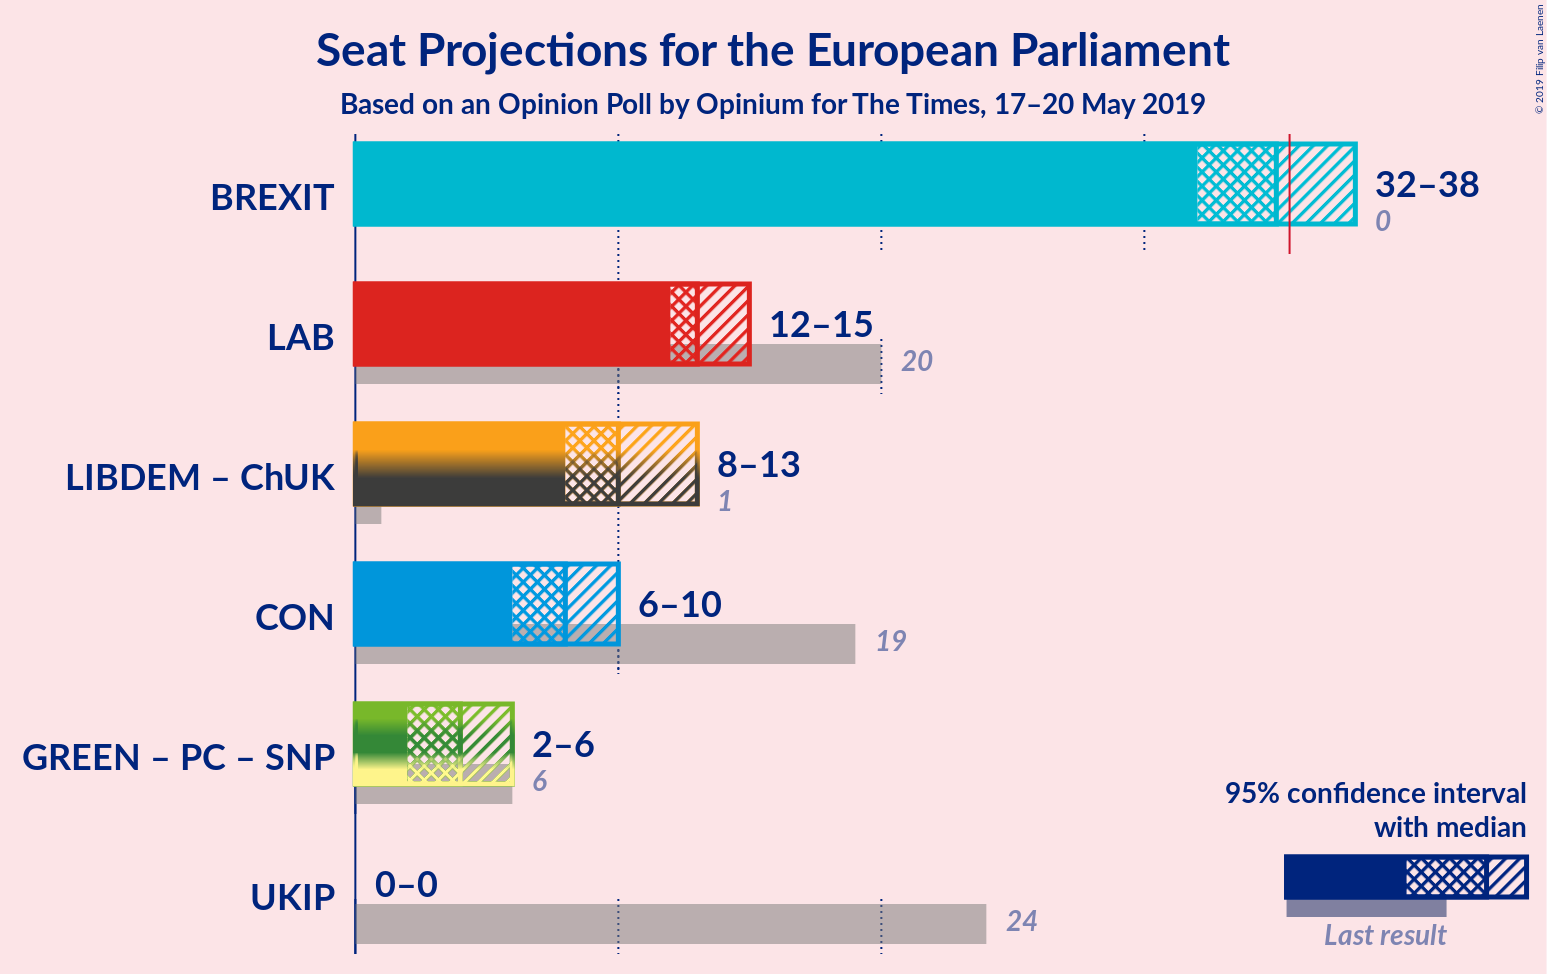 Seat Projections for the European Parliament
Based on an Opinion Poll by Opinium for The Times, 17–20 May 2019
© 2019 Filip van Laenen
BREXIT
32–38
0
LAB
12–15
20
LIBDEM – ChUK
8–13
1
CON
6–10
19
GREEN – PC – SNP
2–6
6
UKIP
0–0
24
95% confidence interval
with median
Last result